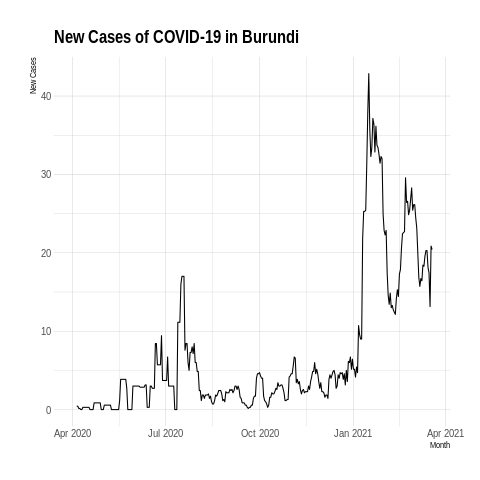 New Cases of COVID-19 in Burundi
New Cases
40
30
20
10
0
Apr 2020
Jul 2020
Oct 2020
Jan 2021
Apr 2021
Month